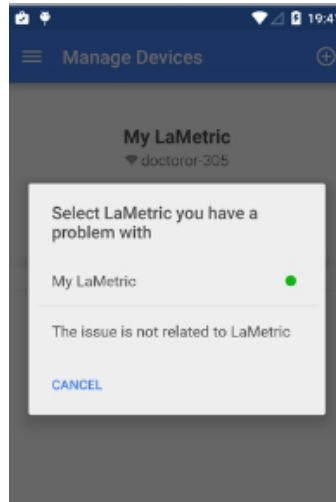 19:41
Manage Devices
My LaMetric
doctoror-305
Select LaMetric you have a
problem with
My LaMetric
The issue is not related to LaMetric
CANCEL